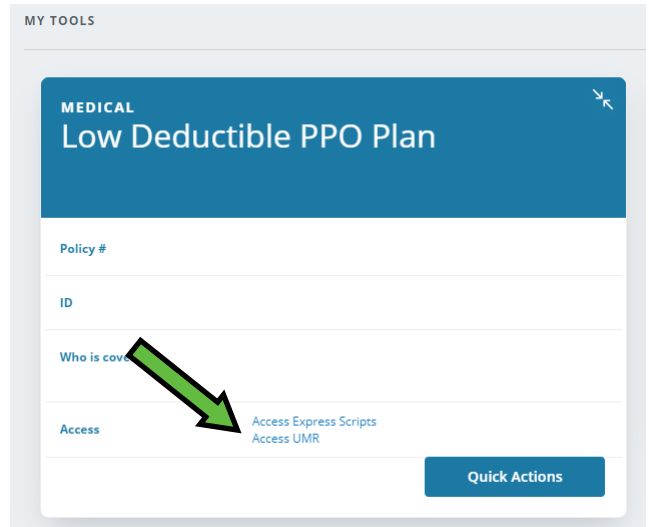 MY TOOLS
MEDICAL
Low Deductible PPO Plan
Policy #
ID
Who is cove
Access
Access Express Scripts
Access UMR
Quick Actions